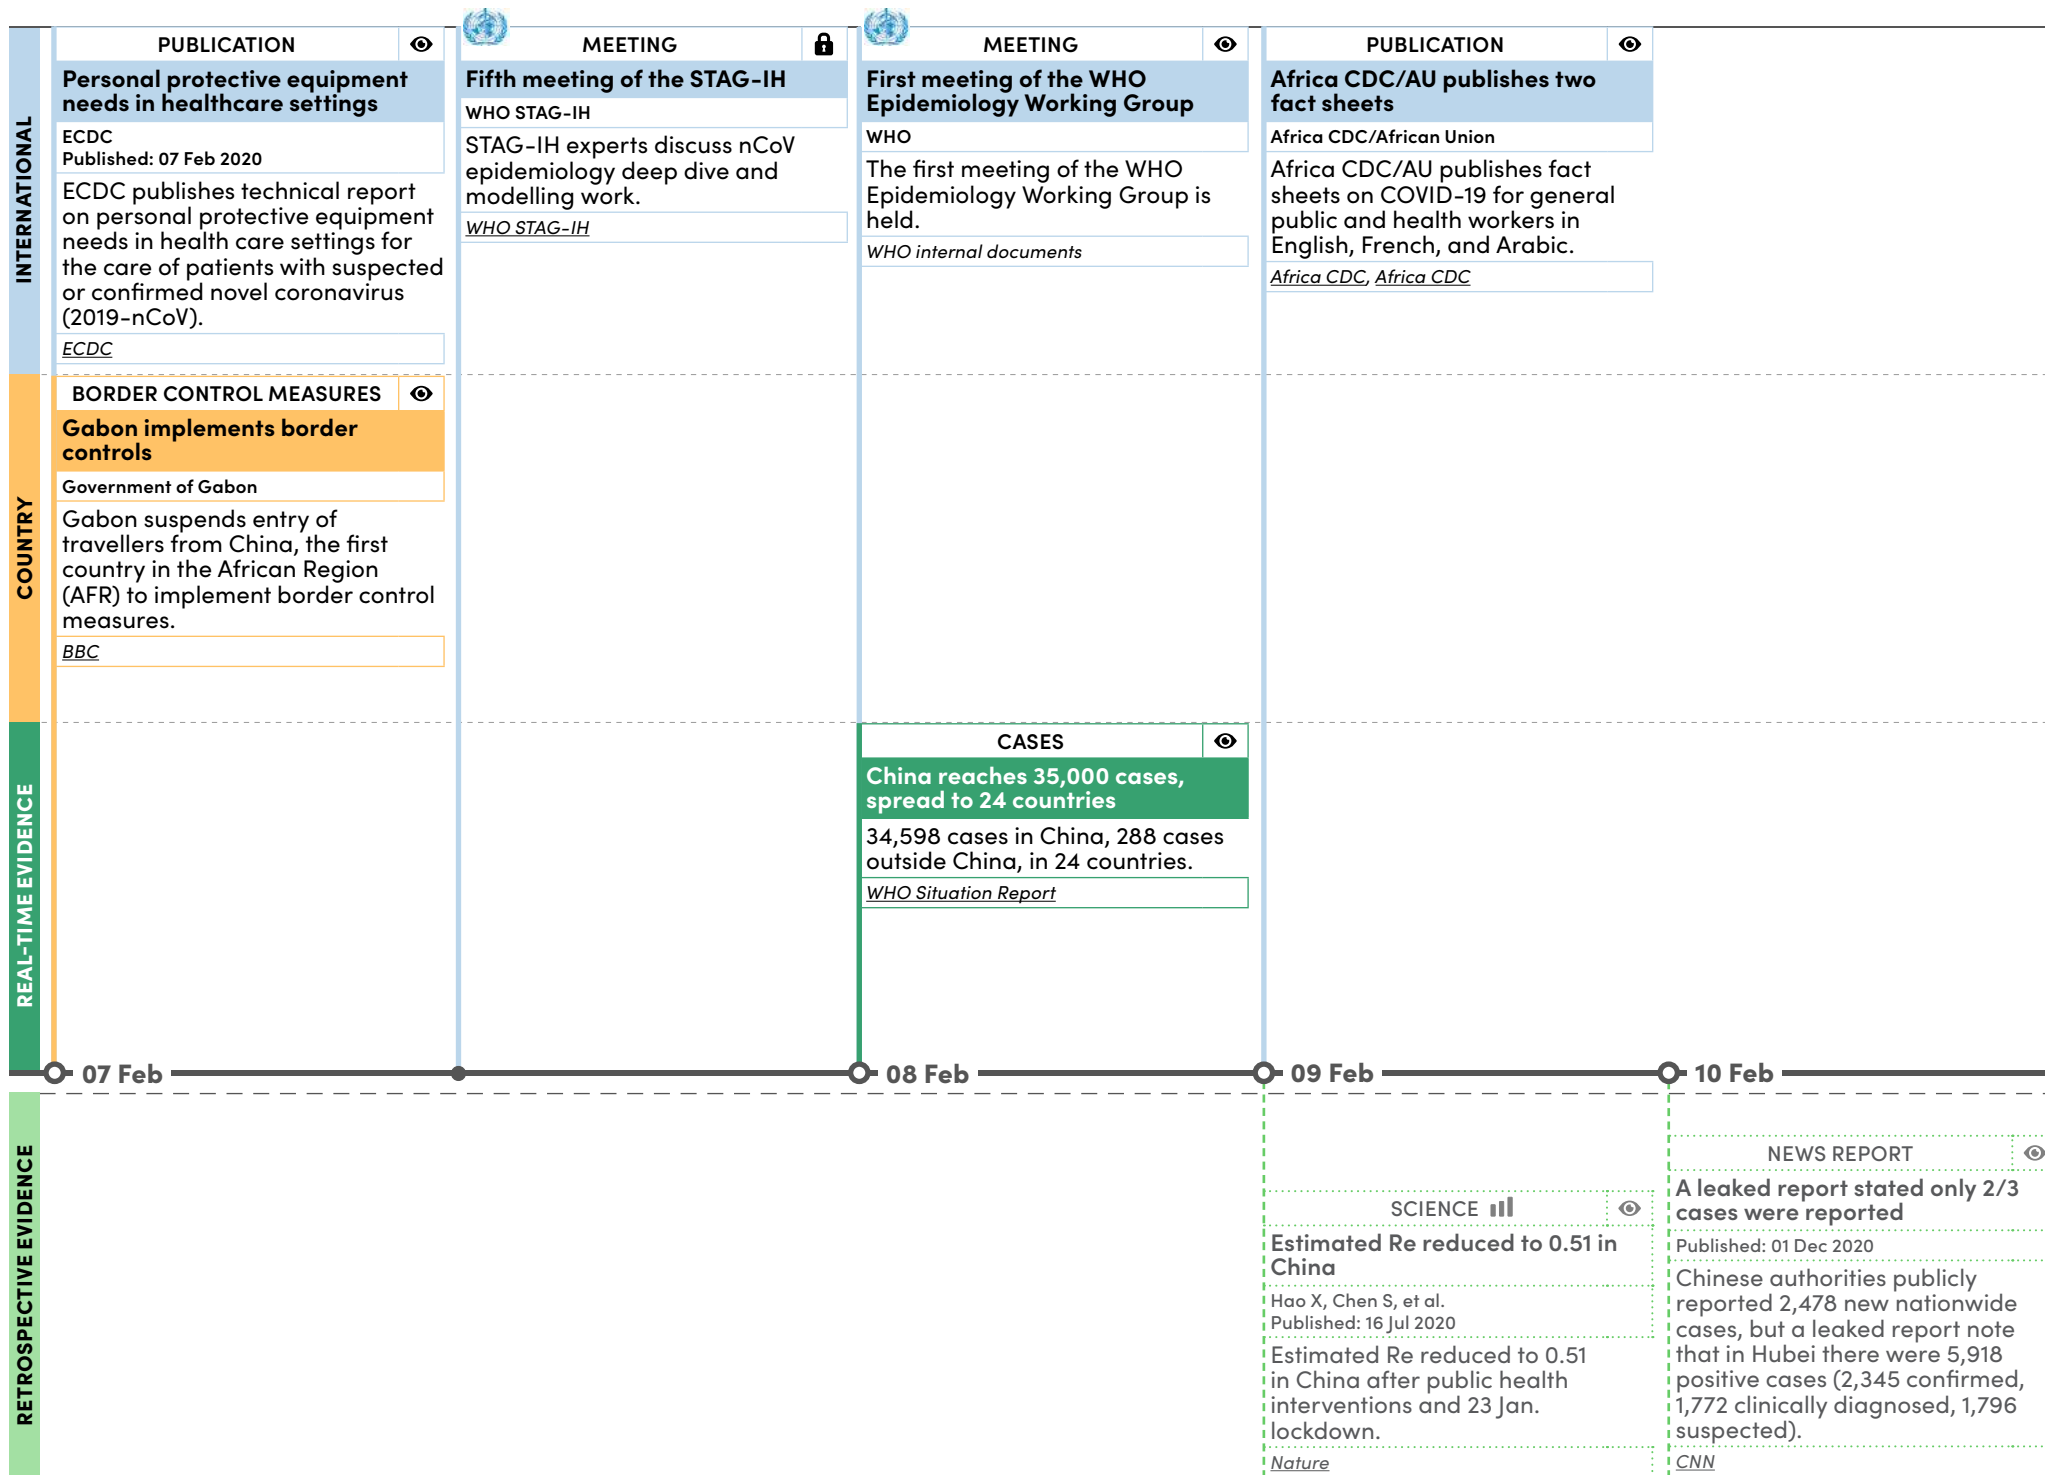 INTERNATIONAL
PUBLICATION
Personal protective equipment
needs in healthcare settings
ECDC
Published: 07 Feb 2020
ECDC publishes technical report
on personal protective equipment
needs in health care settings for
the care of patients with suspected
or confirmed novel coronavirus
(2019-nCoV).
ECDC
MEETING
Fifth meeting of the STAG-IH
WHO STAG-IH
STAG-IH experts discuss nCoV
epidemiology deep dive and
modelling work.
WHO STAG-IH
MEETING
First meeting of the WHO
Epidemiology Working Group
WHO
The first meeting of the WHO
Epidemiology Working Group is
held.
WHO internal documents
PUBLICATION
Africa CDC/AU publishes two
fact sheets
Africa CDC/African Union
Africa CDC/AU publishes fact
sheets on COVID-19 for general
public and health workers in
English, French, and Arabic.
Africa CDC, Africa CDC
COUNTRY
BORDER CONTROL MEASURES
Gabon implements border
controls
Government of Gabon
Gabon suspends entry of
travellers from China, the first
country in the African Region
(AFR) to implement border control
measures.
BBC
REAL-TIME EVIDENCE
CASES
China reaches 35,000 cases,
spread to 24 countries
34,598 cases in China, 288 cases
outside China, in 24 countries.
WHO Situation Report
07 Feb
08 Feb
09 Feb
10 Feb
RETROSPECTIVE EVIDENCE
SCIENCE
Estimated Re reduced to 0.51 in
China
Hao X, Chen S, et al.
Published: 16 Jul 2020
Estimated Re reduced to 0.51
in China after public health
interventions and 23 Jan.
lockdown.
Nature
NEWS REPORT
A leaked report stated only 2/3
cases were reported
Published: 01 Dec 2020
Chinese authorities publicly
reported 2,478 new nationwide
cases, but a leaked report note
that in Hubei there were 5,918
positive cases (2,345 confirmed,
1,772 clinically diagnosed, 1,796
suspected).
CNN